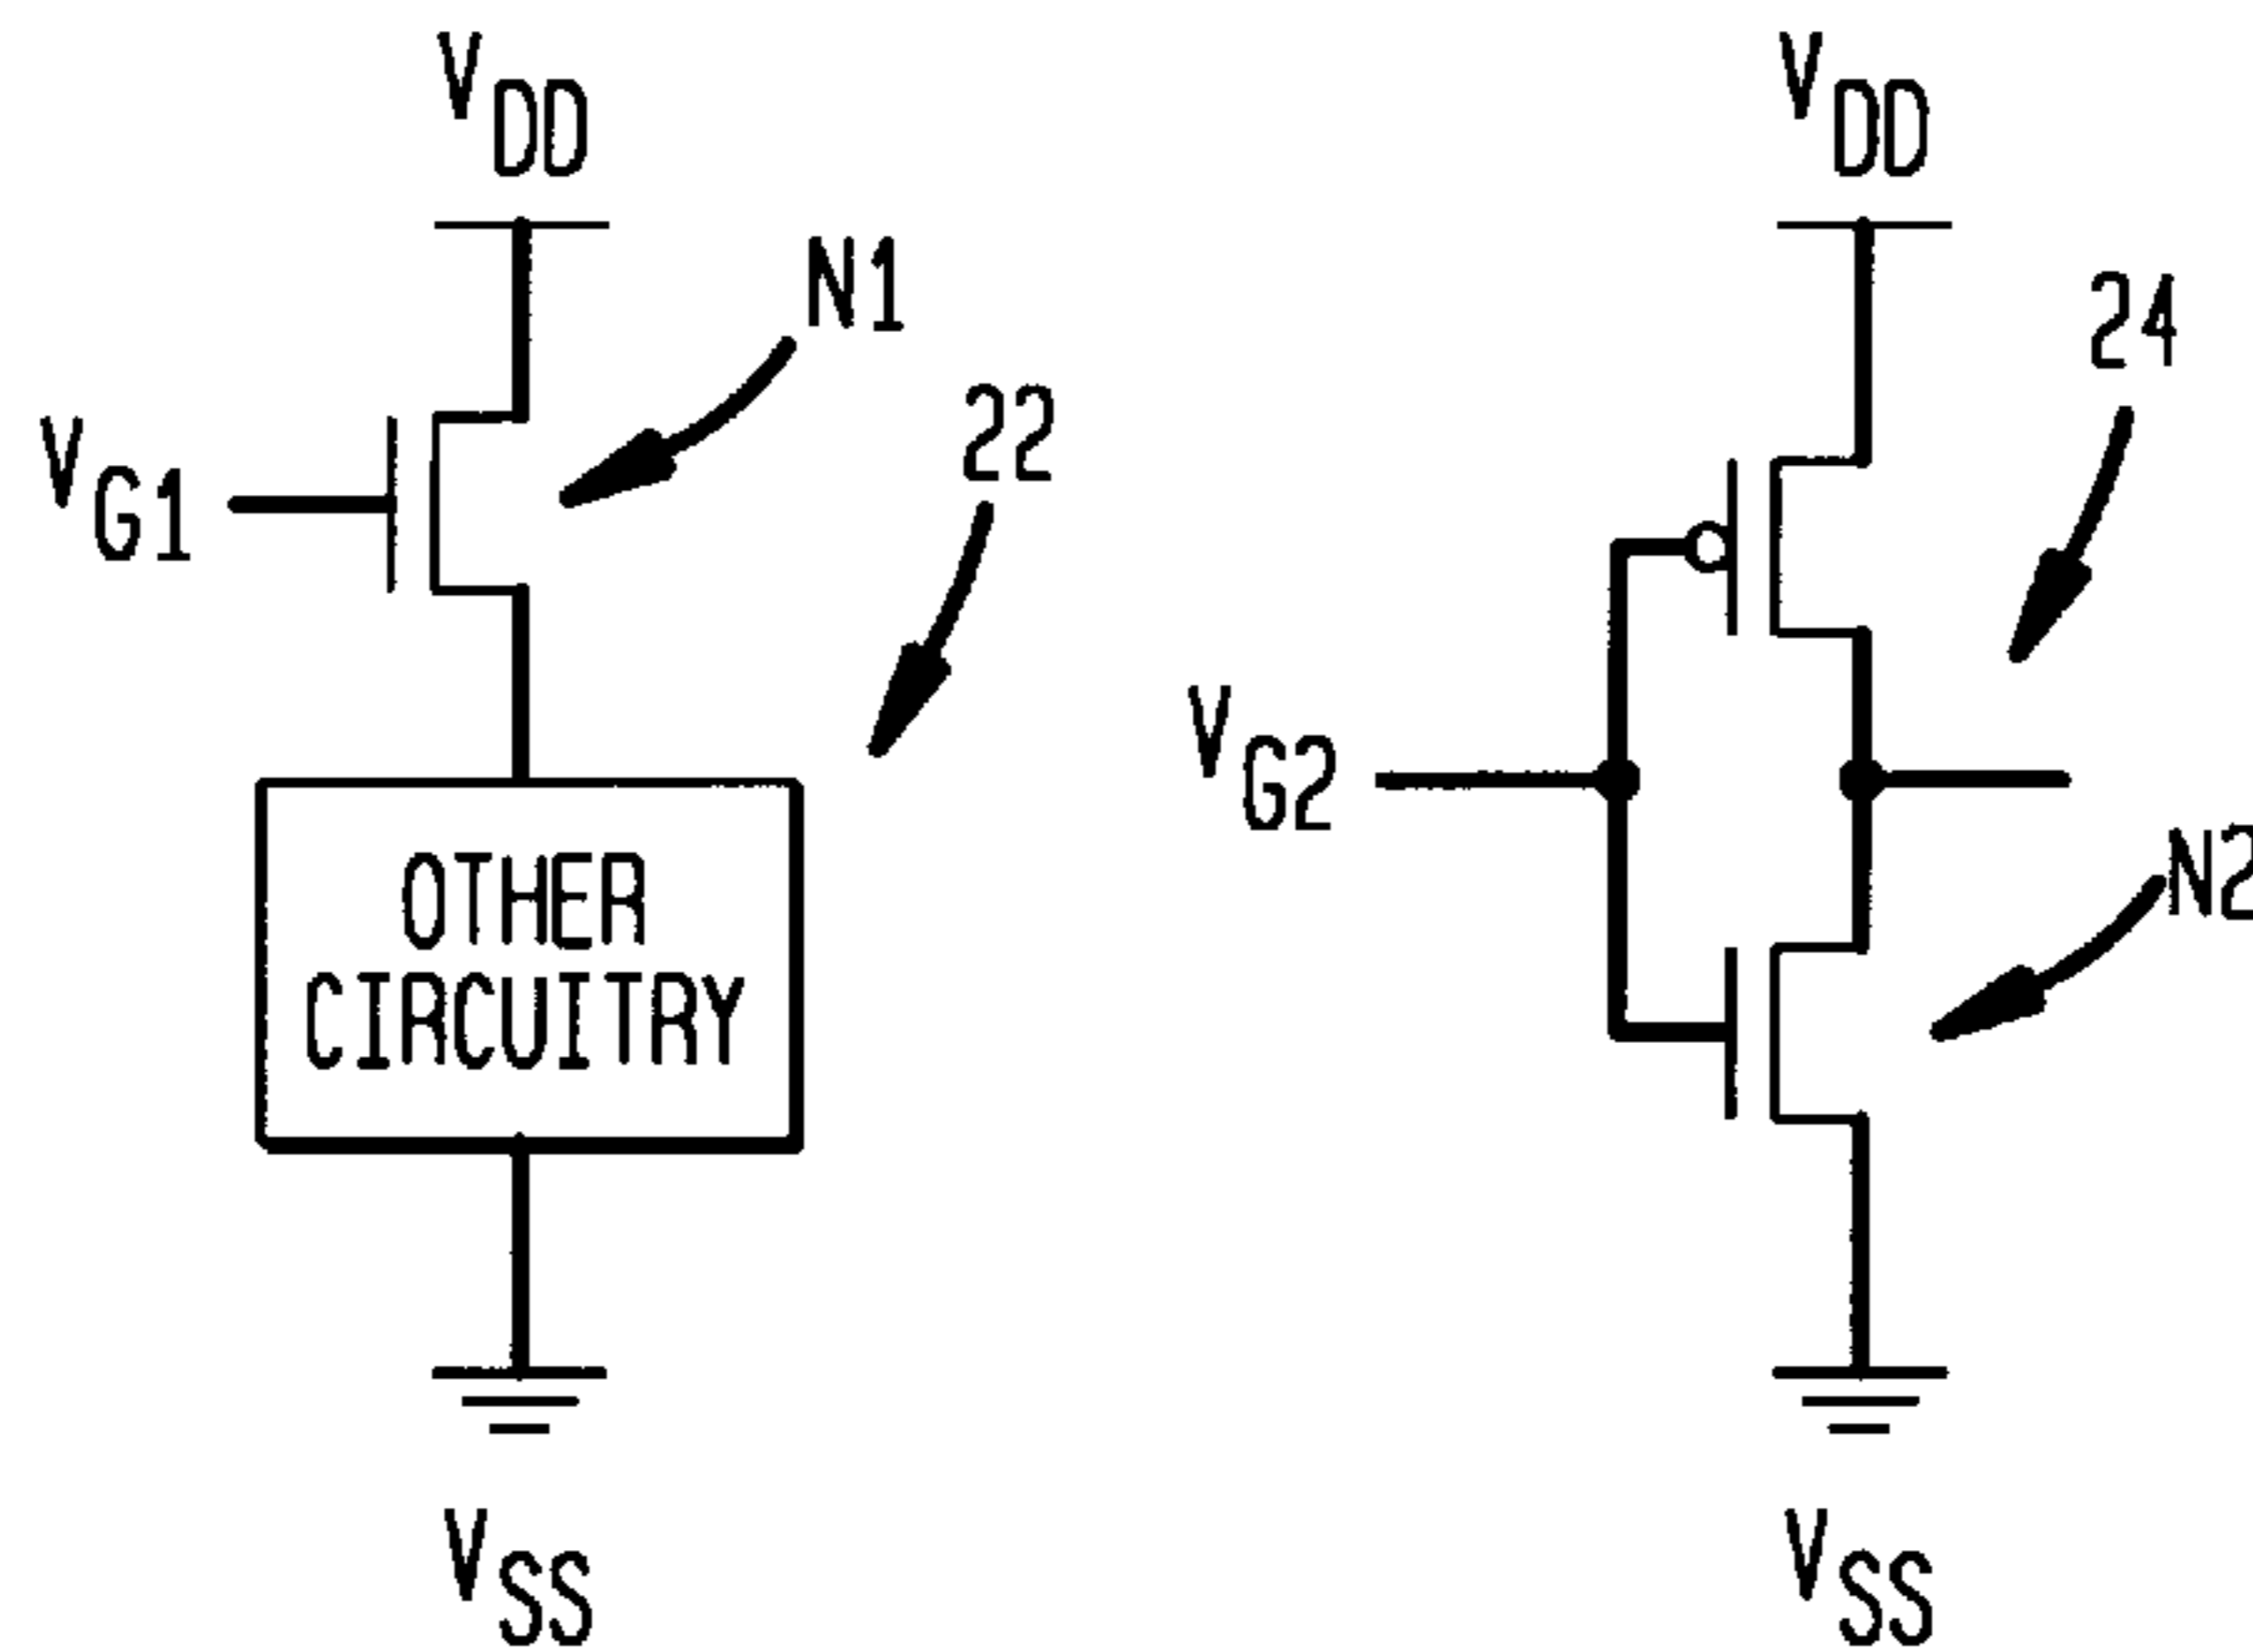 VDD
N1
22
VG1
OTHER
CIRCUITRY
VSS
VDD
24
VG2
N2
VSS